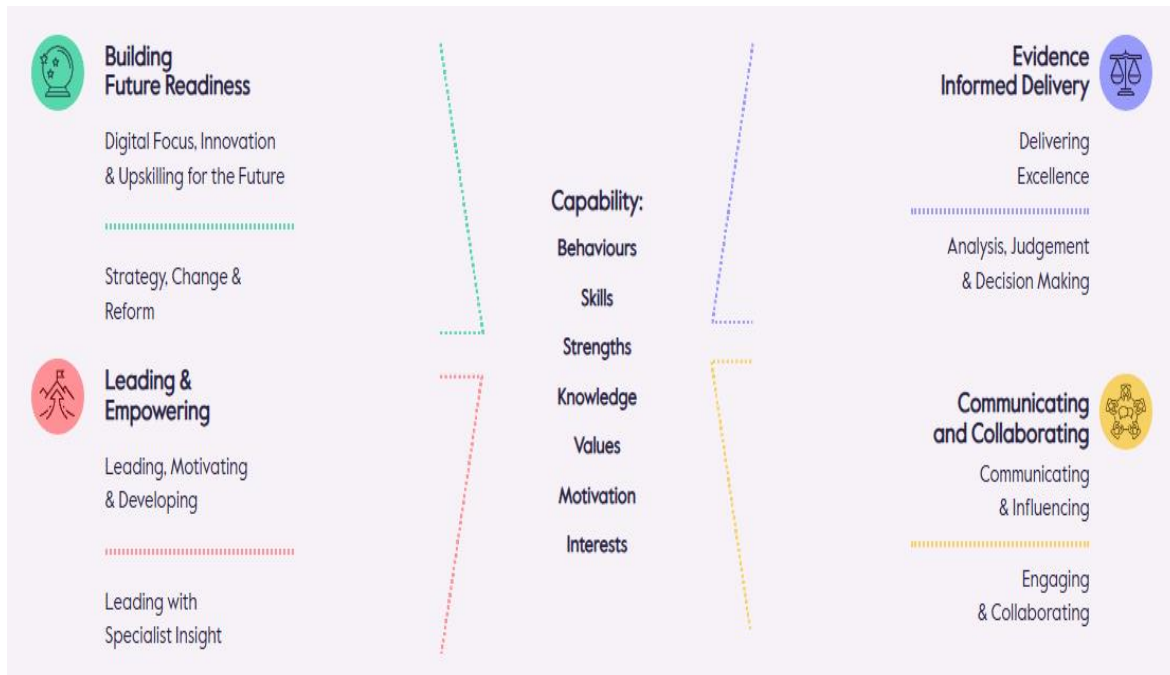 Building
Future Readiness
Digital Focus, Innovation
& Upskilling for the Future
Strategy, Change &
Reform
Leading &
Empowering
Leading, Motivating
& Developing
Leading with
Specialist Insight
Capability:
Behaviours
Skills
Strengths
Knowledge
Values
Motivation
Interests
Evidence
Informed Delivery
Delivering
Excellence
Analysis, Judgement
& Decision Making
Communicating
and Collaborating
Communicating
& Influencing
Engaging
& Collaborating